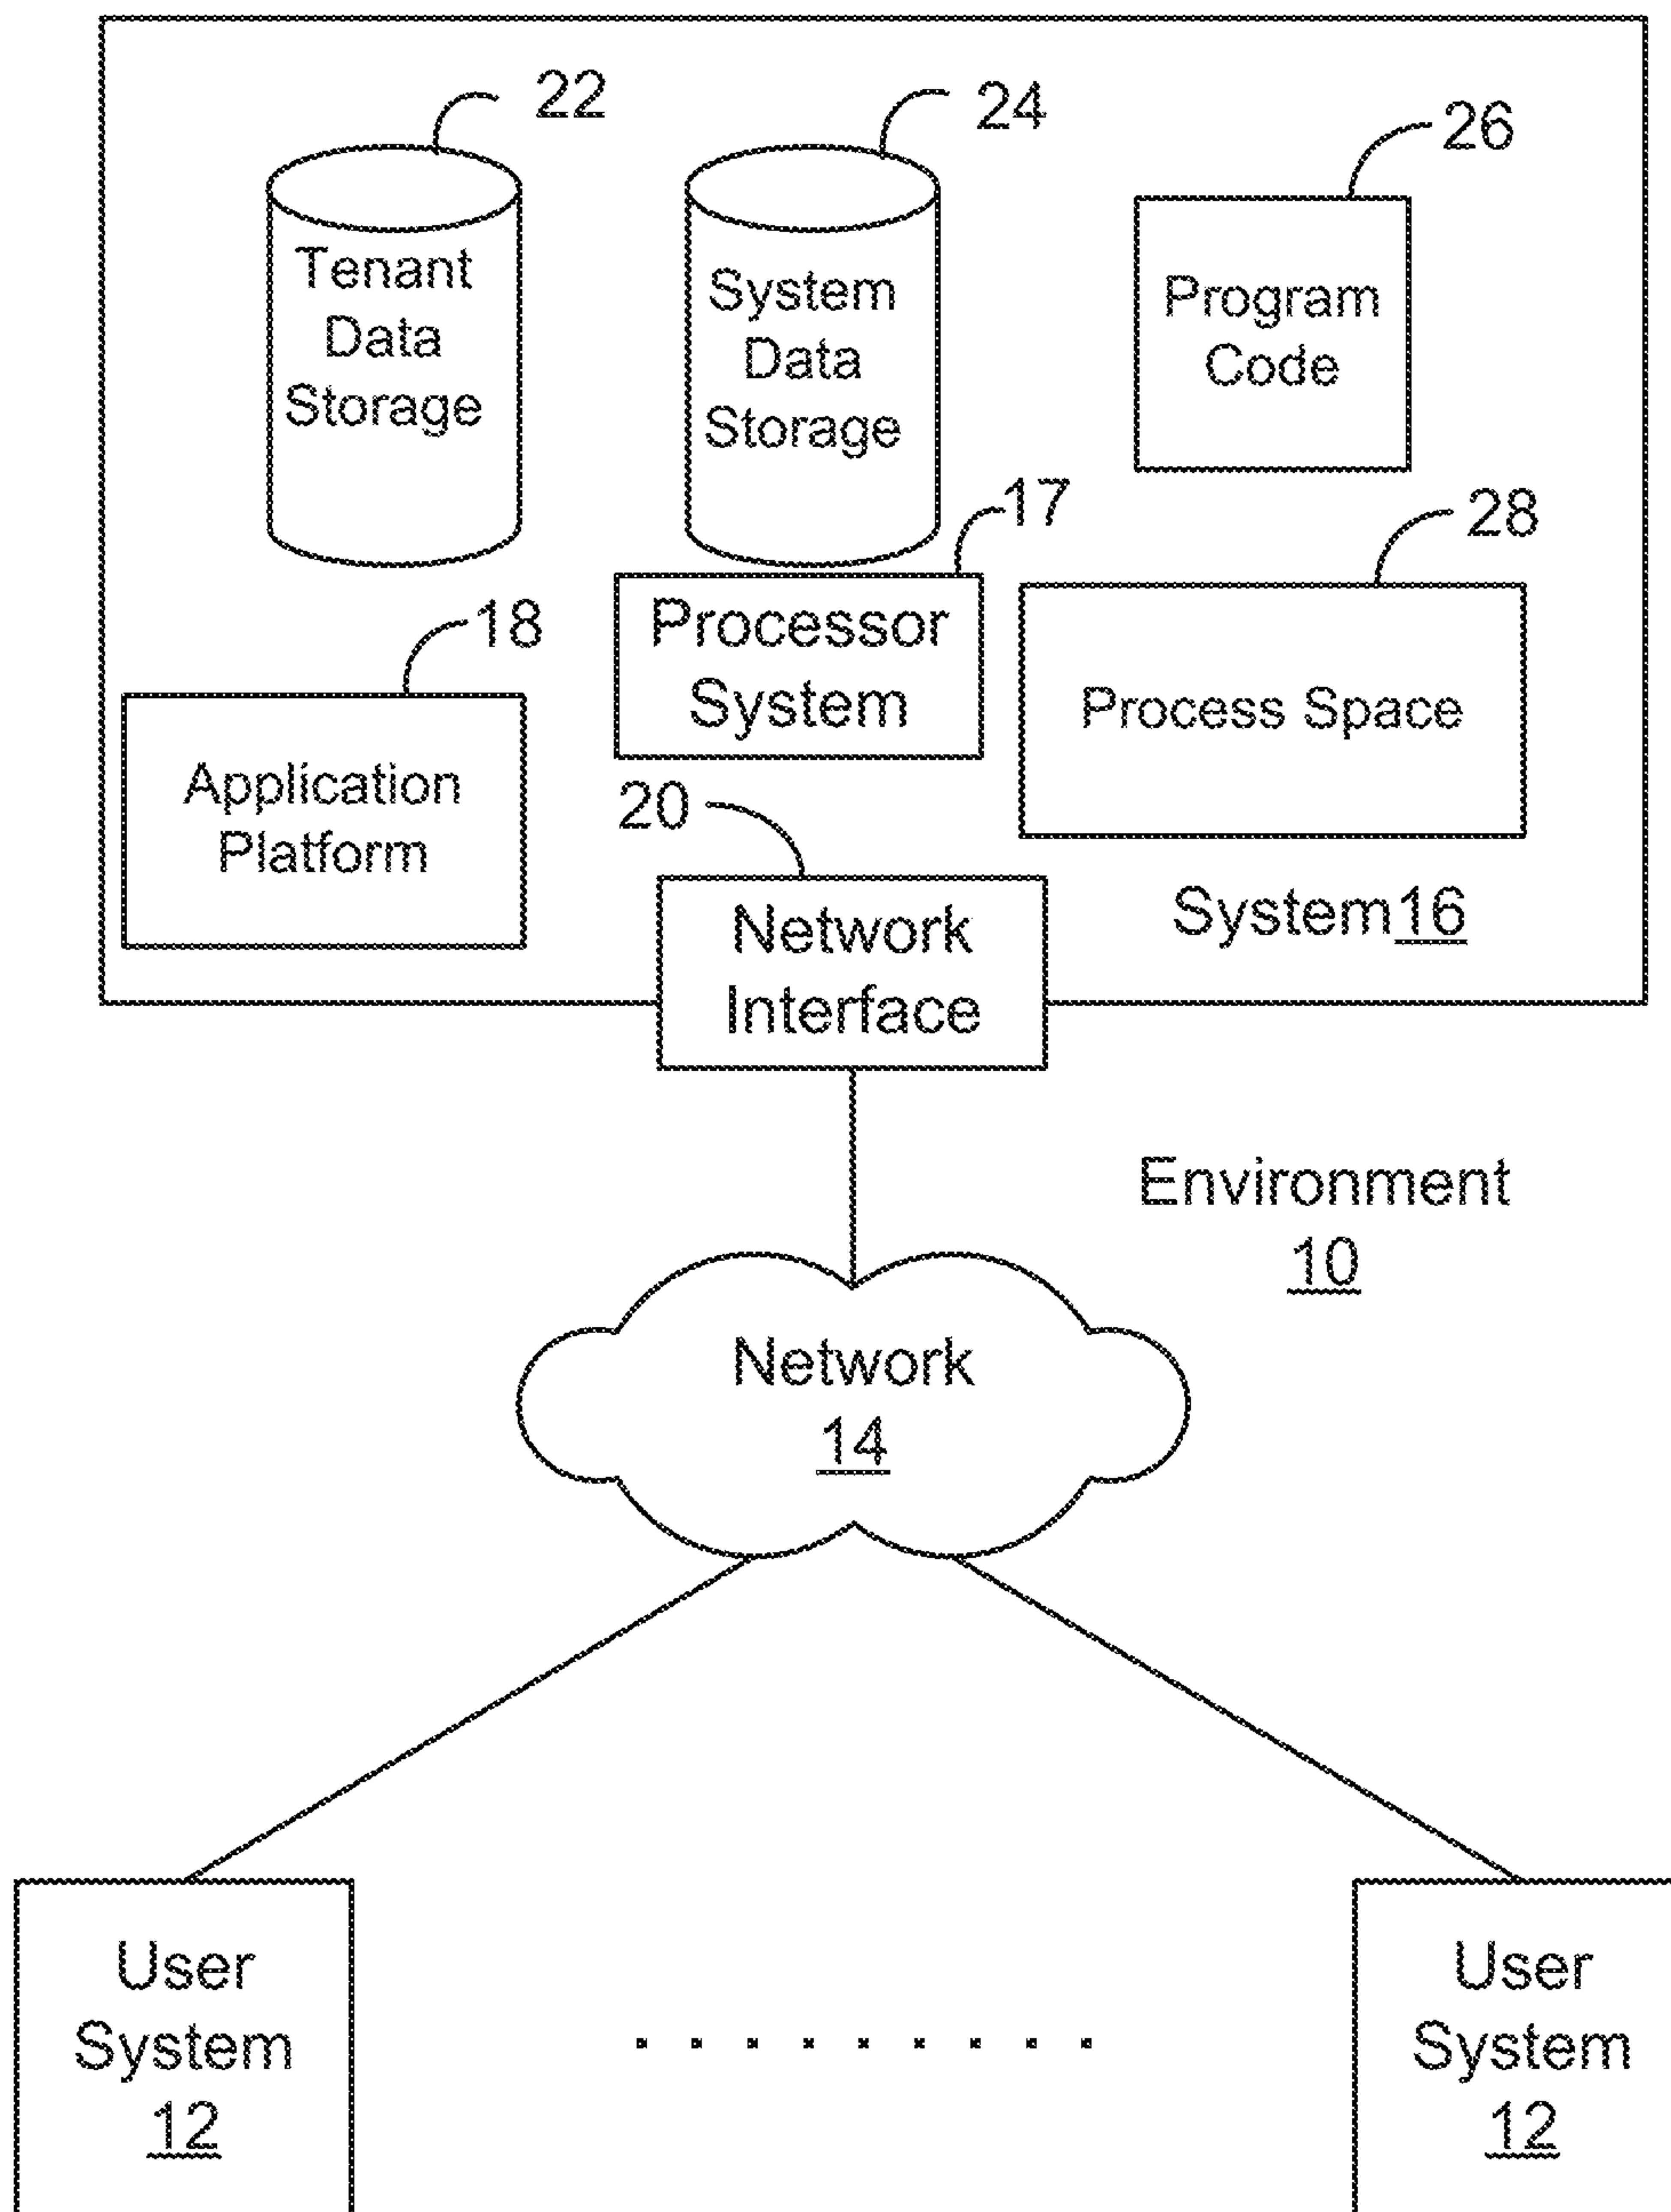 22
24
26
Tenant
Data
Storage
System
Data
Storage
Program
Code
17
28
18
Processor
System
Process Space
Application
Platform
20
System16
Network
Interface
Environment
10
Network
14
User
System
12
User
System
12